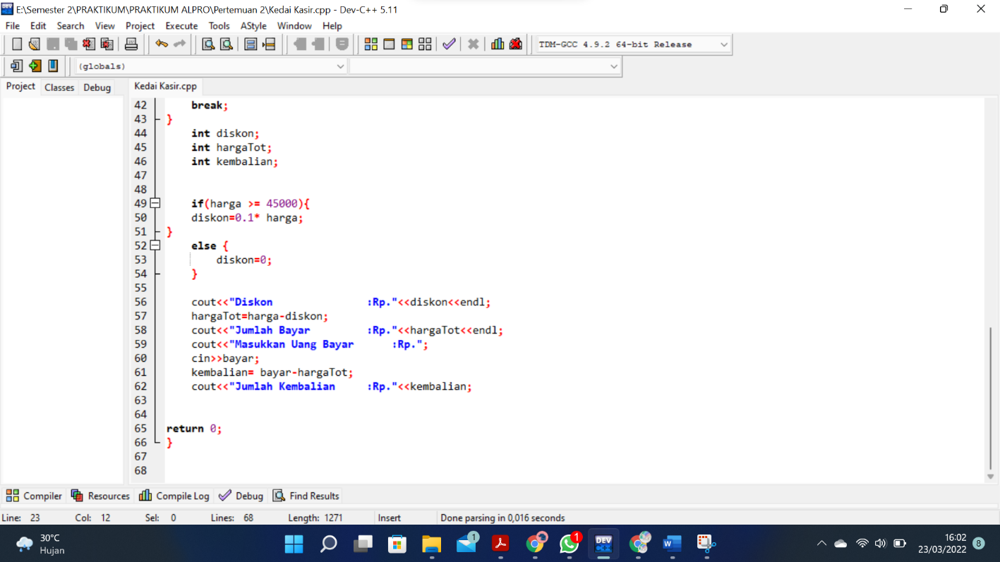 E:\Semester 2\PRAKTIKUM\PRAKTIKUM ALPRO\Pertemuan 2\Kedai Kasir.cpp - Dev-C++ 5.11
File Edit Search View Project Execute Tools AStyle Window Help
TDM-GCC 4.9.2 64-bit Release
(globals)
Project Classes Debug Kedai Kasir.cpp
42 break;
43 }
44 int diskon;
45 int hargaTot;
46 int kembalian;
47
48
49 if(harga >= 45000){
50 diskon=0.1* harga;
51 }
52 else {
53 diskon=0;
54 }
55
56 cout<<"Diskon :Rp."<<diskon<<endl;
57 hargaTot=harga-diskon;
58 cout<<"Jumlah Bayar :Rp."<<hargaTot<<endl;
59 cout<<"Masukkan Uang Bayar :Rp.";
60 cin>>bayar;
61 kembalian= bayar-hargaTot;
62 cout<<"Jumlah Kembalian :Rp."<<kembalian;
63
64
65 return 0;
66 }
67
68
Compiler Resources Compile Log Debug Find Results
Line: 23 Col: 12 Sel: 0 Lines: 68 Length: 1271 Insert Done parsing in 0,016 seconds
30°C
Hujan
1
1
DEV
C++
W
16:02
23/03/2022
8